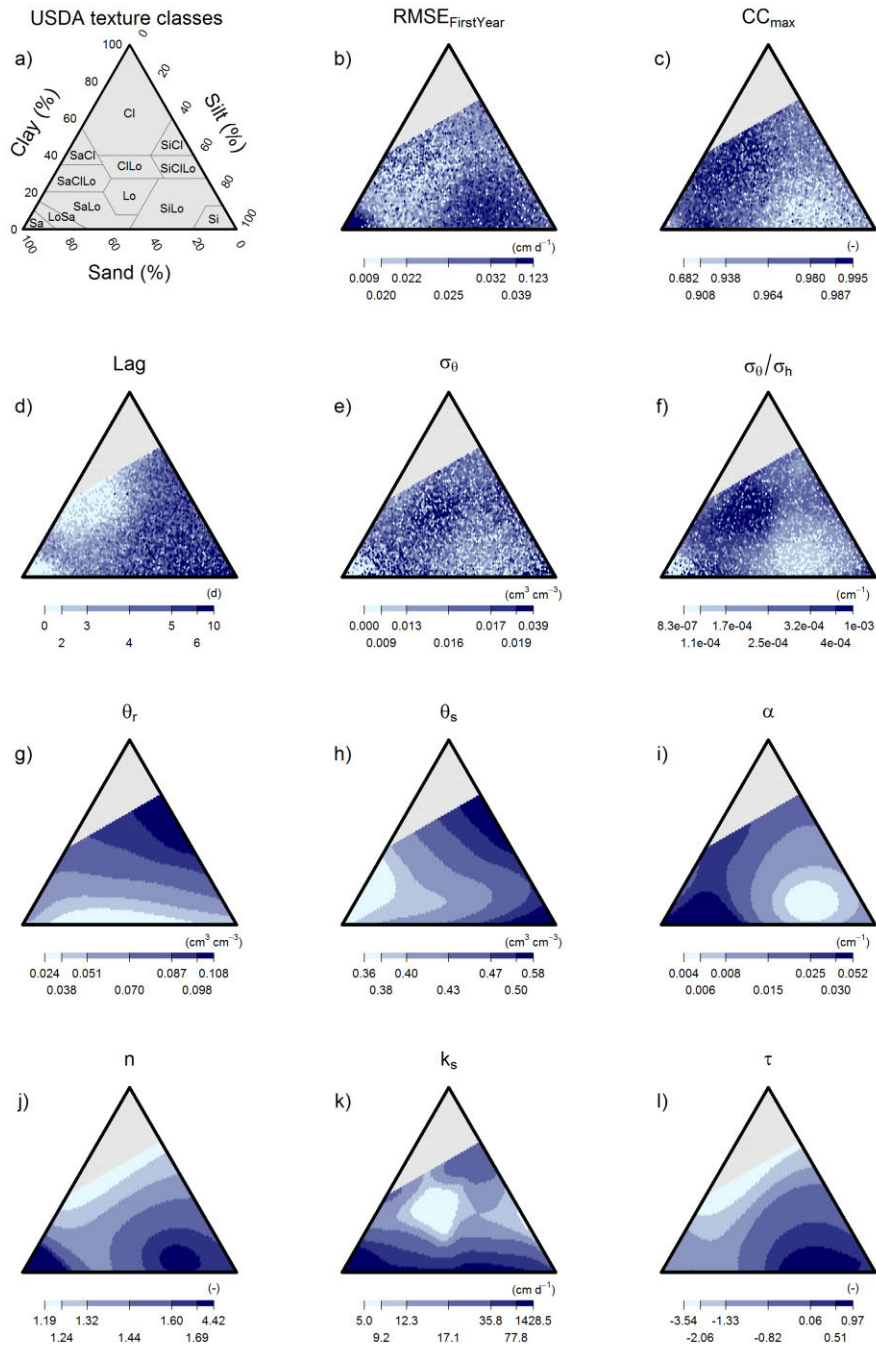 USDA texture classes
RMSE_FirstYear
CC_max
a)
b)
c)
Clay (%)
Silt (%)
Sand (%)
100
80
60
40
20
0
0
20
40
60
80
100
100
80
60
40
20
0
Cl
SaCl
SiCl
ClLo
SiClLo
SaClLo
Lo
SaLo
SiLo
LoSa
Sa
Si
(cm d⁻¹)
0.009 0.022 0.032 0.123
0.020 0.025 0.039
(-)
0.682 0.938 0.980 0.995
0.908 0.964 0.987
Lag
σθ
σθ/σh
d)
e)
f)
(d)
0 3 5 10
2 4 6
(cm³ cm⁻³)
0.000 0.013 0.017 0.039
0.009 0.016 0.019
(cm⁻¹)
8.3e-07 1.7e-04 3.2e-04 1e-03
1.1e-04 2.5e-04 4e-04
θr
θs
α
g)
h)
i)
(cm³ cm⁻³)
0.024 0.051 0.087 0.108
0.038 0.070 0.098
(cm³ cm⁻³)
0.36 0.40 0.47 0.58
0.38 0.43 0.50
(cm⁻¹)
0.004 0.008 0.025 0.052
0.006 0.015 0.030
n
ks
τ
j)
k)
l)
(-)
1.19 1.32 1.60 4.42
1.24 1.44 1.69
(cm d⁻¹)
5.0 12.3 35.8 1428.5
9.2 17.1 77.8
(-)
-3.54 -1.33 0.06 0.97
-2.06 -0.82 0.51